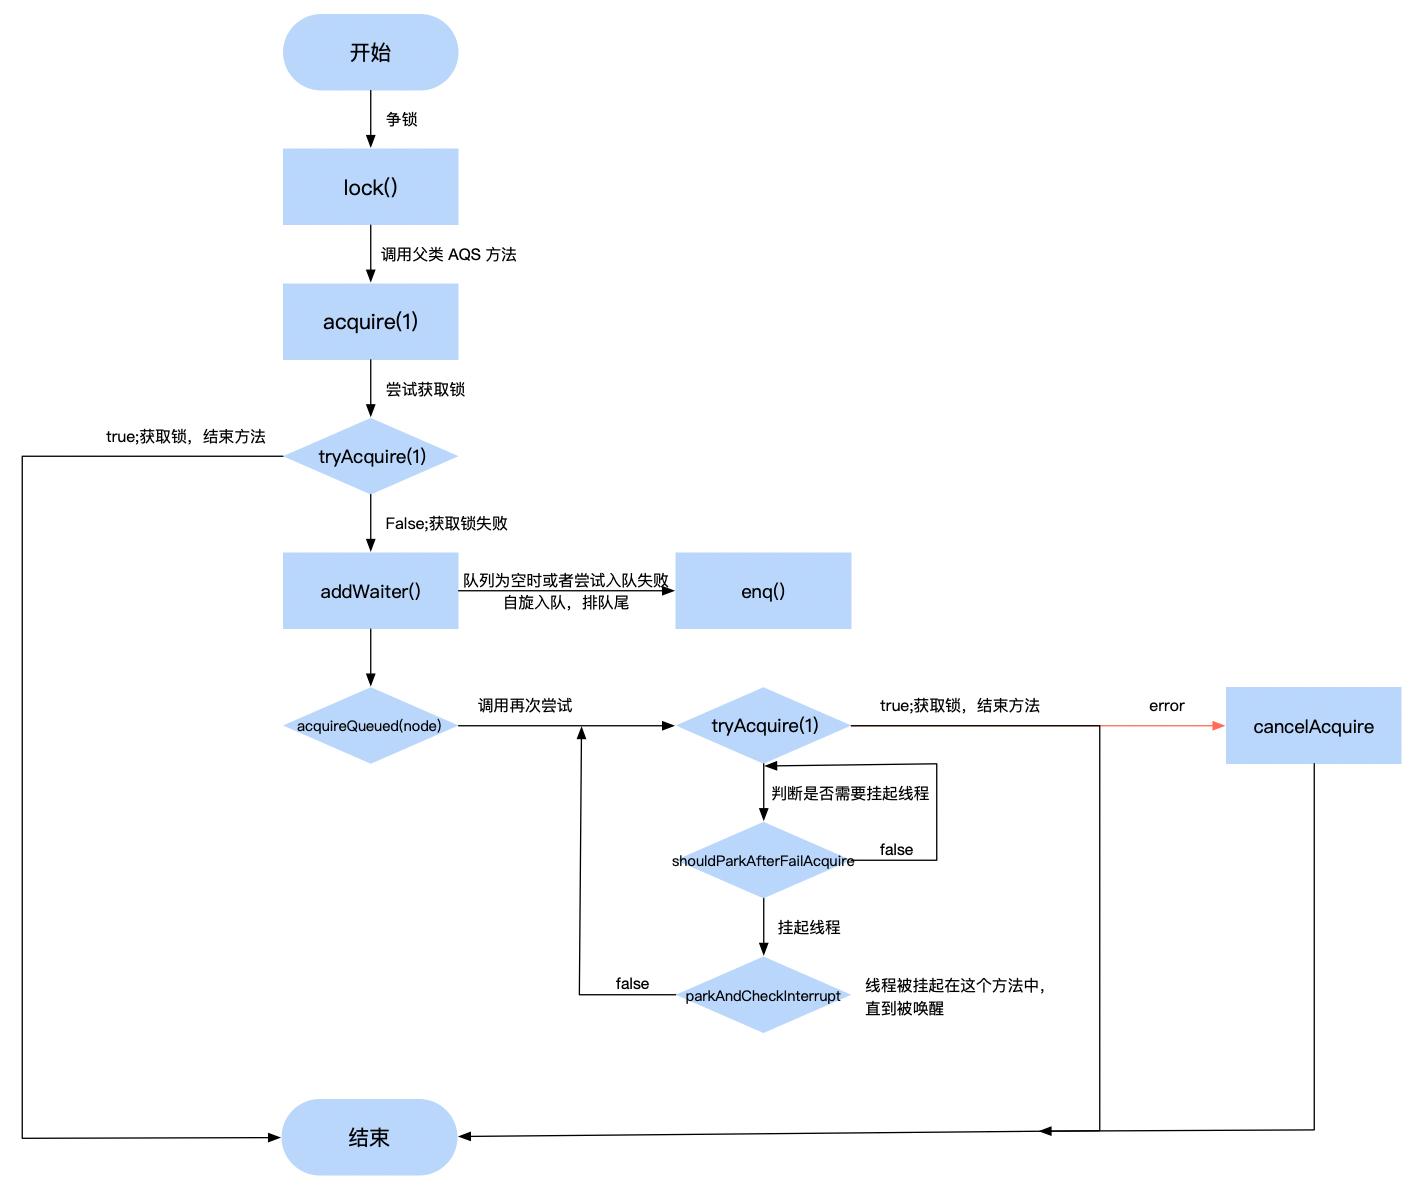 开始
争锁
lock()
调用父类 AQS 方法
acquire(1)
尝试获取锁
true;获取锁，结束方法
tryAcquire(1)
False;获取锁失败
addWaiter()
队列为空时或者尝试入队失败
自旋入队，排队尾
enq()
acquireQueued(node)
调用再次尝试
tryAcquire(1)
true;获取锁，结束方法
error
cancelAcquire
判断是否需要挂起线程
shouldParkAfterFailAcquire
false
挂起线程
parkAndCheckInterrupt
false
线程被挂起在这个方法中，
直到被唤醒
结束